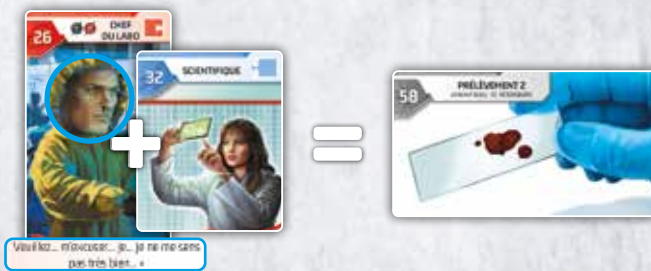 26
CHEF
DU LABO
32
SCIENTIFIQUE
58
PRÉLÈVEMENT 2
Veuillez... m'excuser... je... je ne me sens
pas très bien... »